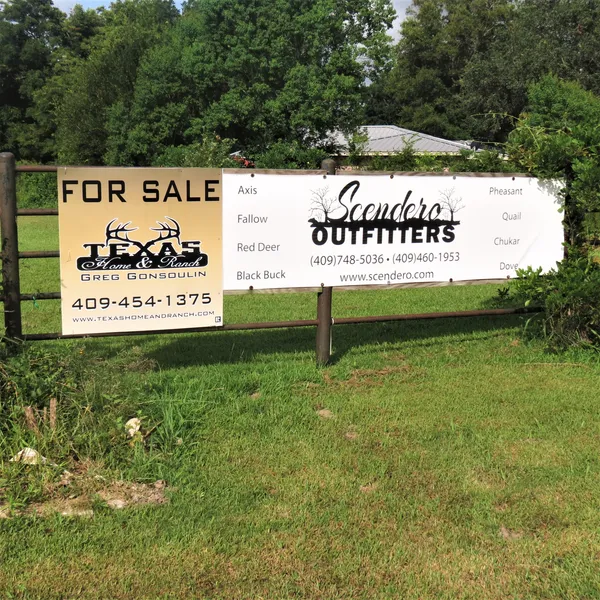 FOR SALE
TEXAS
Home & Ranch
GREG GONSOULIN
409-454-1375
WWW.TEXASHOMEANDRANCH.COM
Axis
Fallow
Red Deer
Black Buck
Scendero
OUTFITTERS
(409)748-5036 • (409)460-1953
www.scendero.com
Pheasant
Quail
Chukar
Dove